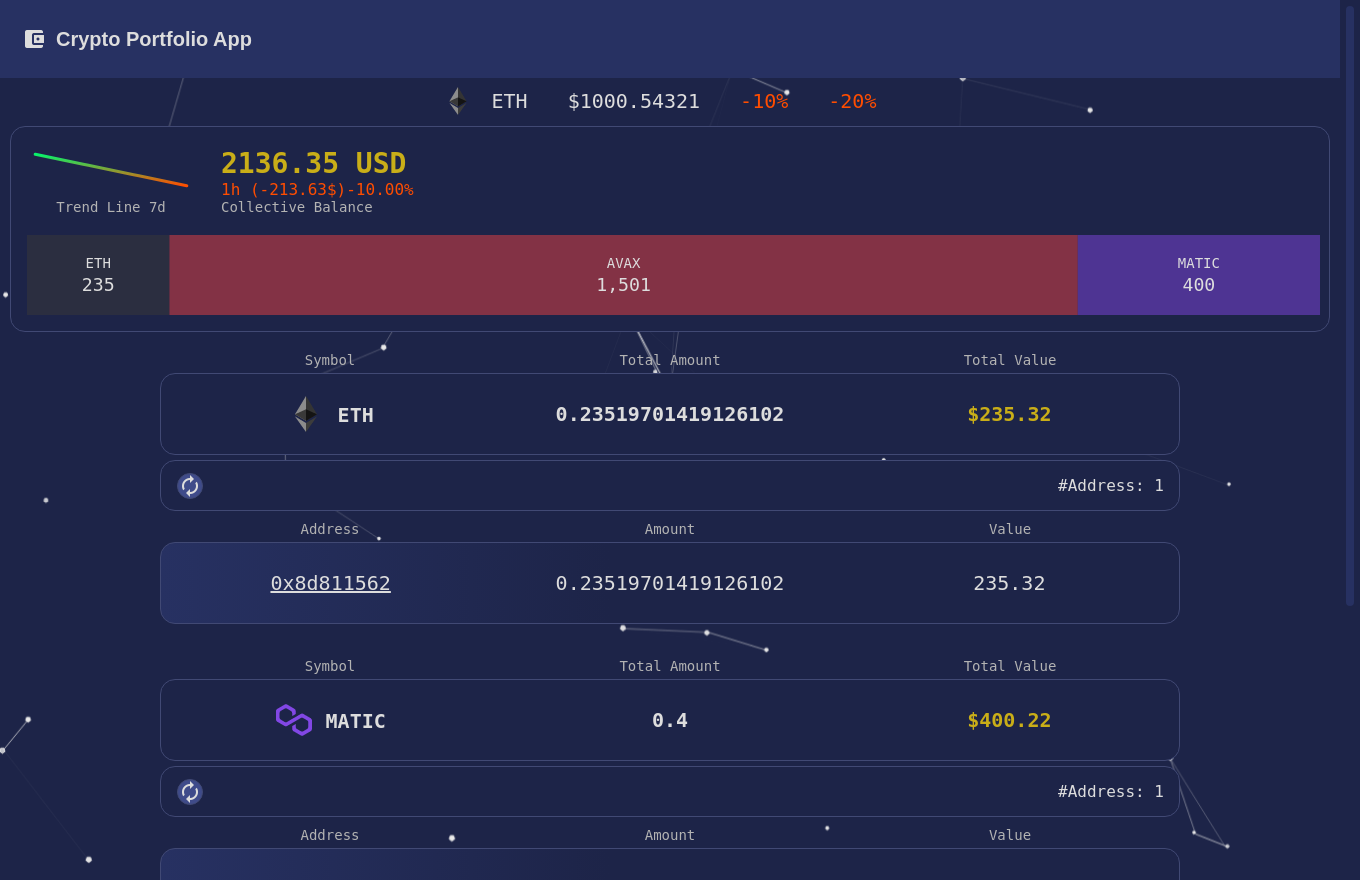 Crypto Portfolio App
ETH $1000.54321 -10% -20%
2136.35 USD
1h (-213.63$)-10.00%
Trend Line 7d Collective Balance
ETH AVAX MATIC
235 1,501 400
Symbol Total Amount Total Value
ETH 0.23519701419126102 $235.32
#Address: 1
Address Amount Value
0x8d811562 0.23519701419126102 235.32
Symbol Total Amount Total Value
MATIC 0.4 $400.22
#Address: 1
Address Amount Value